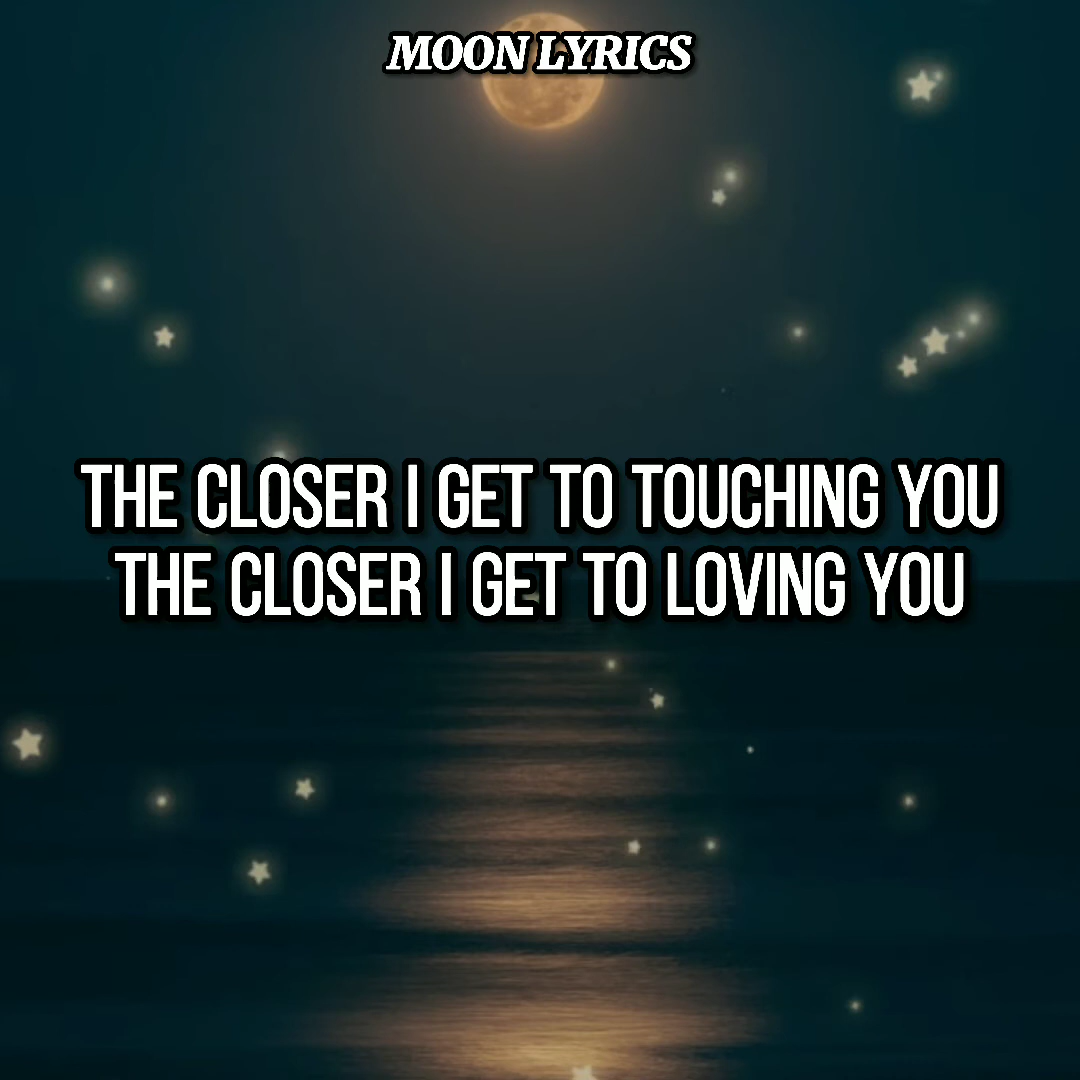 MOON LYRICS
THE CLOSER I GET TO TOUCHING YOU
THE CLOSER I GET TO LOVING YOU